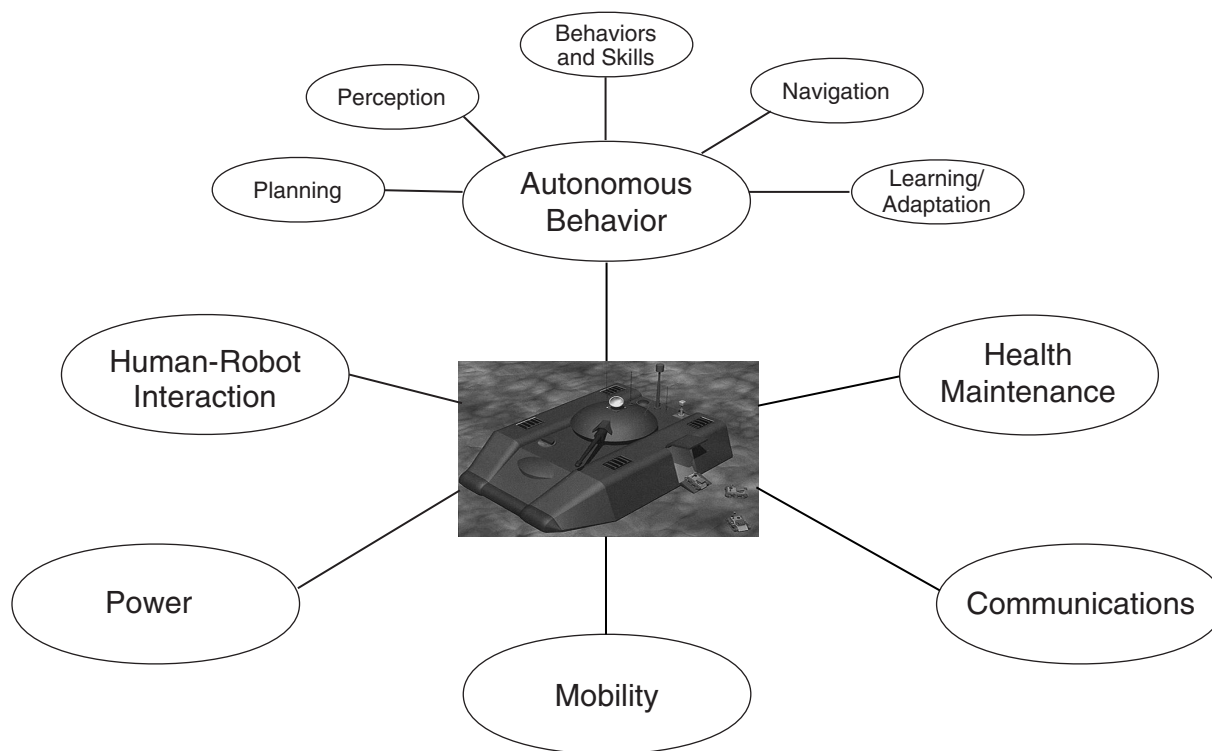 Behaviors
and Skills
Perception
Navigation
Planning
Autonomous
Behavior
Learning/
Adaptation
Human-Robot
Interaction
Health
Maintenance
Power
Communications
Mobility